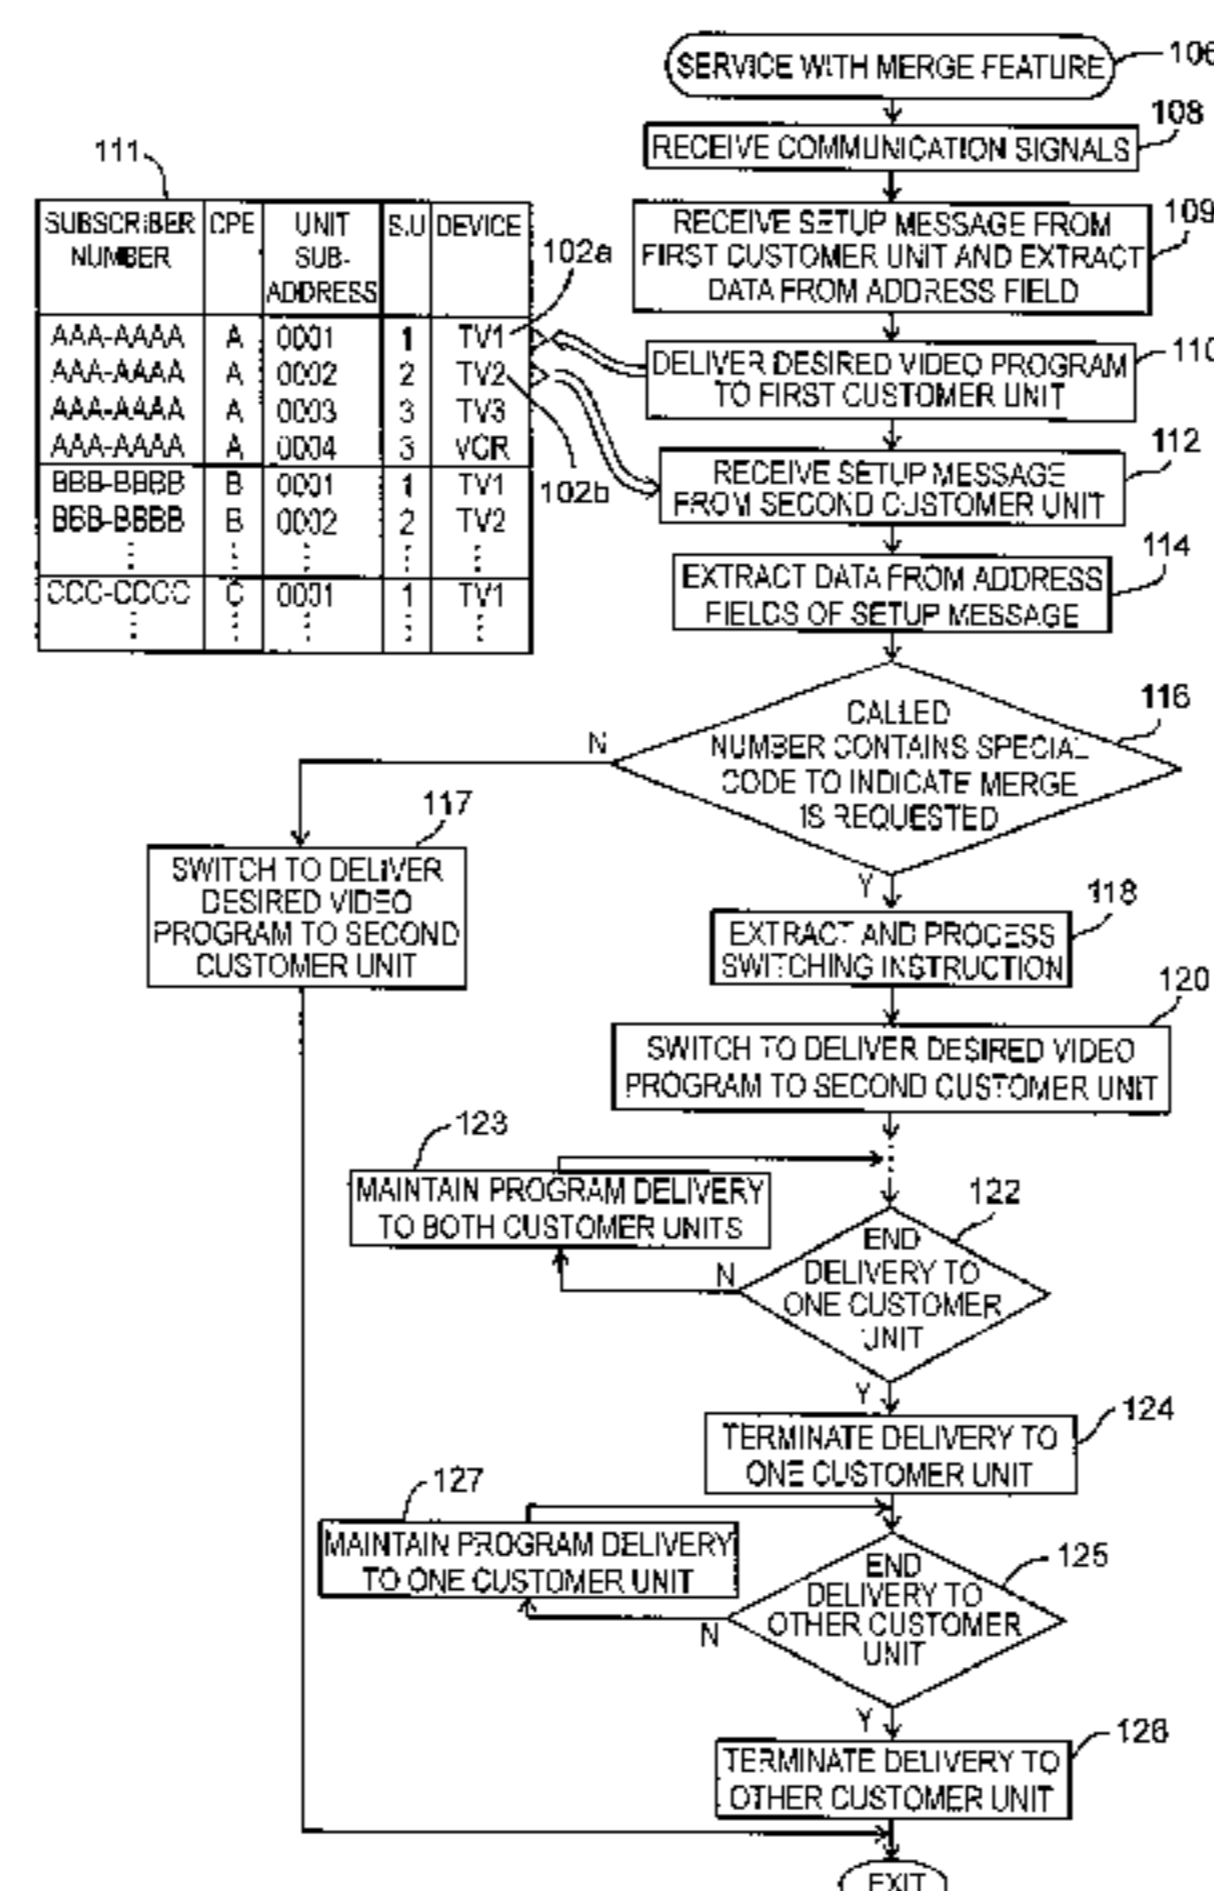 SERVICE WITH MERGE FEATURE
106
RECEIVE COMMUNICATION SIGNALS
108
RECEIVE SETUP MESSAGE FROM
FIRST CUSTOMER UNIT AND EXTRACT
DATA FROM ADDRESS FIELD
109
111
SUBSCRIBER NUMBER CPE UNIT SUB-ADDRESS S.U DEVICE
AAA-AAAA A 0001 1 TV1
AAA-AAAA A 0002 2 TV2
AAA-AAAA A 0003 3 TV3
AAA-AAAA A 0004 3 VCR
BBB-BBBB B 0001 1 TV1
BBB-BBBB B 0002 2 TV2
CCC-CCCC C 0001 1 TV1
102a
102b
DELIVER DESIRED VIDEO PROGRAM
TO FIRST CUSTOMER UNIT
110
RECEIVE SETUP MESSAGE
FROM SECOND CUSTOMER UNIT
112
EXTRACT DATA FROM ADDRESS
FIELDS OF SETUP MESSAGE
114
CALLED
NUMBER CONTAINS SPECIAL
CODE TO INDICATE MERGE
IS REQUESTED
116
N
Y
117
SWITCH TO DELIVER
DESIRED VIDEO
PROGRAM TO SECOND
CUSTOMER UNIT
EXTRACT AND PROCESS
SWITCHING INSTRUCTION
118
SWITCH TO DELIVER DESIRED VIDEO
PROGRAM TO SECOND CUSTOMER UNIT
120
123
MAINTAIN PROGRAM DELIVERY
TO BOTH CUSTOMER UNITS
END
DELIVERY TO
ONE CUSTOMER
UNIT
122
N
Y
TERMINATE DELIVERY TO
ONE CUSTOMER UNIT
124
127
MAINTAIN PROGRAM DELIVERY
TO ONE CUSTOMER UNIT
END
DELIVERY TO
OTHER CUSTOMER
UNIT
125
N
Y
TERMINATE DELIVERY TO
OTHER CUSTOMER UNIT
126
EXIT